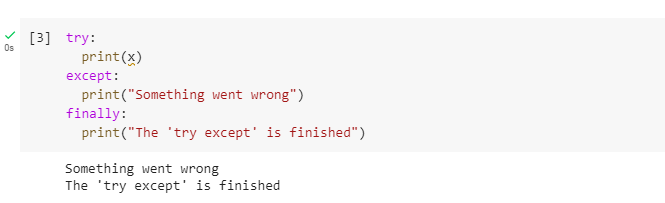 [3] try:
print(x)
0s
except:
print("Something went wrong")
finally:
print("The 'try except' is finished")
Something went wrong
The 'try except' is finished